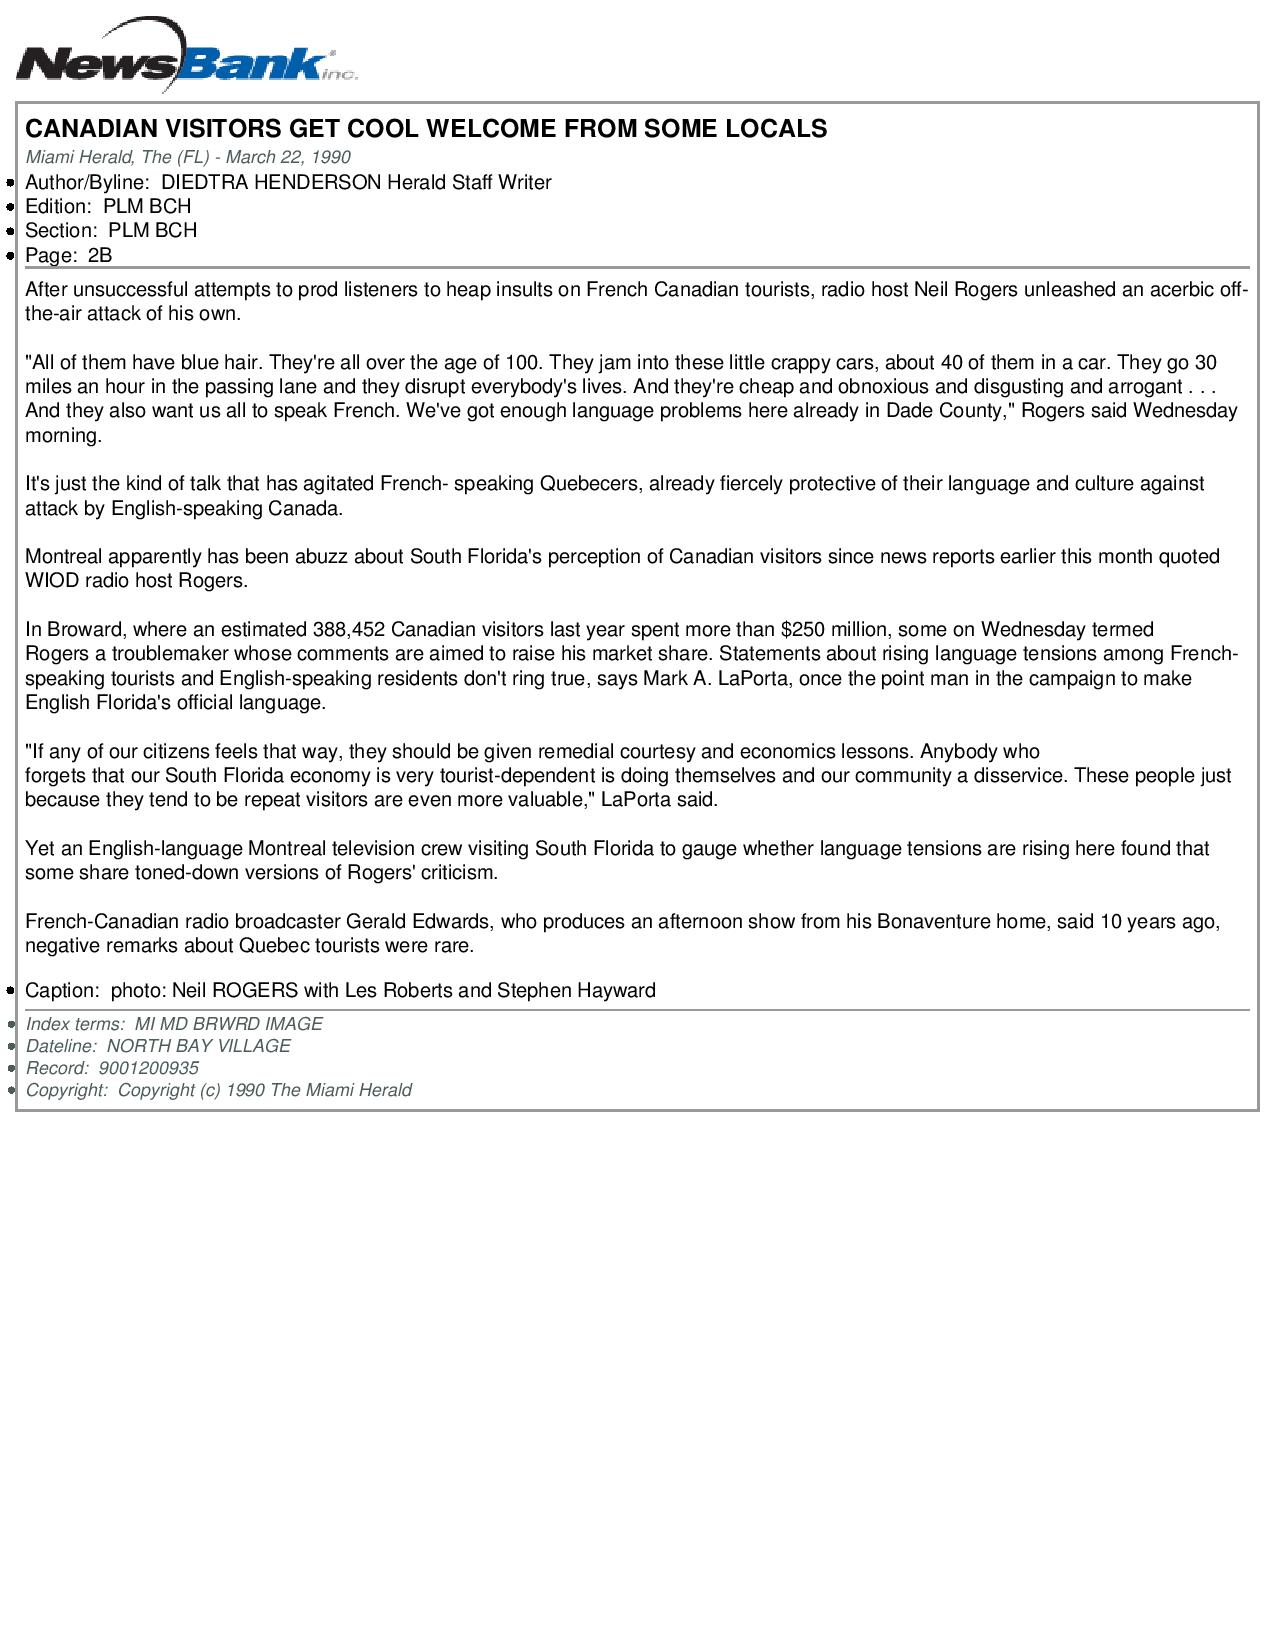 NewsBank inc.
CANADIAN VISITORS GET COOL WELCOME FROM SOME LOCALS
Miami Herald, The (FL) - March 22, 1990
Author/Byline: DIEDTRA HENDERSON Herald Staff Writer
Edition: PLM BCH
Section: PLM BCH
Page: 2B
After unsuccessful attempts to prod listeners to heap insults on French Canadian tourists, radio host Neil Rogers unleashed an acerbic off-
the-air attack of his own.
"All of them have blue hair. They're all over the age of 100. They jam into these little crappy cars, about 40 of them in a car. They go 30
miles an hour in the passing lane and they disrupt everybody's lives. And they're cheap and obnoxious and disgusting and arrogant . . .
And they also want us all to speak French. We've got enough language problems here already in Dade County," Rogers said Wednesday
morning.
It's just the kind of talk that has agitated French- speaking Quebecers, already fiercely protective of their language and culture against
attack by English-speaking Canada.
Montreal apparently has been abuzz about South Florida's perception of Canadian visitors since news reports earlier this month quoted
WIOD radio host Rogers.
In Broward, where an estimated 388,452 Canadian visitors last year spent more than $250 million, some on Wednesday termed
Rogers a troublemaker whose comments are aimed to raise his market share. Statements about rising language tensions among French-
speaking tourists and English-speaking residents don't ring true, says Mark A. LaPorta, once the point man in the campaign to make
English Florida's official language.
"If any of our citizens feels that way, they should be given remedial courtesy and economics lessons. Anybody who
forgets that our South Florida economy is very tourist-dependent is doing themselves and our community a disservice. These people just
because they tend to be repeat visitors are even more valuable," LaPorta said.
Yet an English-language Montreal television crew visiting South Florida to gauge whether language tensions are rising here found that
some share toned-down versions of Rogers' criticism.
French-Canadian radio broadcaster Gerald Edwards, who produces an afternoon show from his Bonaventure home, said 10 years ago,
negative remarks about Quebec tourists were rare.
Caption: photo: Neil ROGERS with Les Roberts and Stephen Hayward
Index terms: MI MD BRWRD IMAGE
Dateline: NORTH BAY VILLAGE
Record: 9001200935
Copyright: Copyright (c) 1990 The Miami Herald